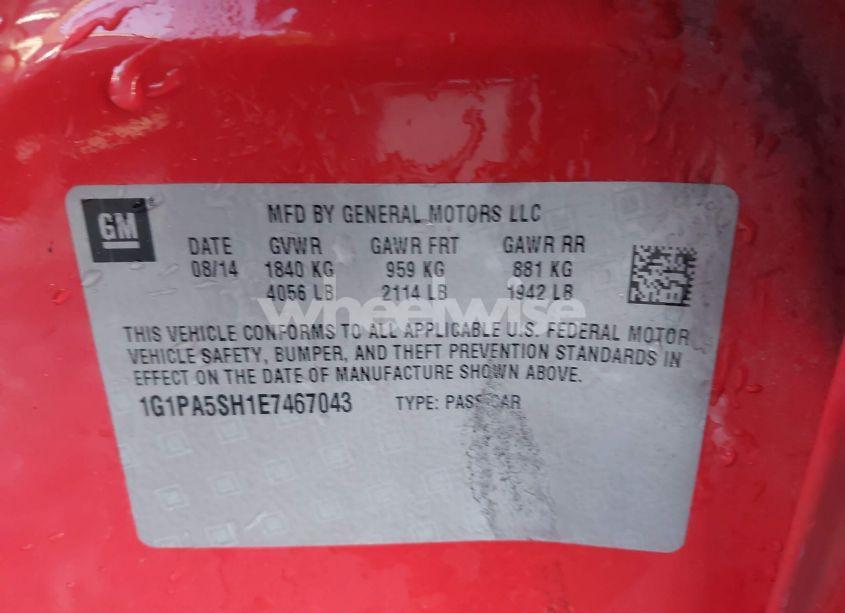 GM
MFD BY GENERAL MOTORS LLC
DATE GVWR GAWR FRT GAWR RR
08/14 1840 KG 959 KG 881 KG
4056 LB 2114 LB 1942 LB
wheelwise
THIS VEHICLE CONFORMS TO ALL APPLICABLE U.S. FEDERAL MOTOR
VEHICLE SAFETY, BUMPER, AND THEFT PREVENTION STANDARDS IN
EFFECT ON THE DATE OF MANUFACTURE SHOWN ABOVE.
1G1PA5SH1E7467043 TYPE: PASS CAR